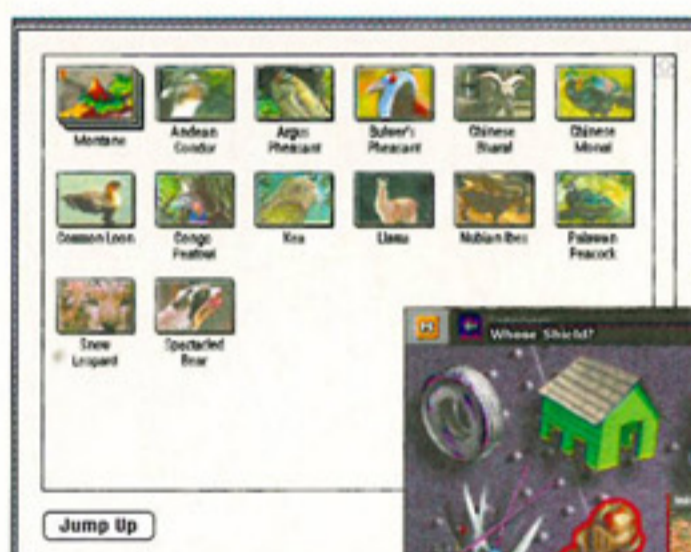 Montane
Andean
Condor
Argus
Pheasant
Bulwer's
Pheasant
Chinese
Bharal
Chinese
Monal
Common Loon
Congo
Peafowl
Kea
Llama
Nubian Ibex
Palawan
Peacock
Snow
Leopard
Spectacled
Bear
Whose Shield?
Jump Up